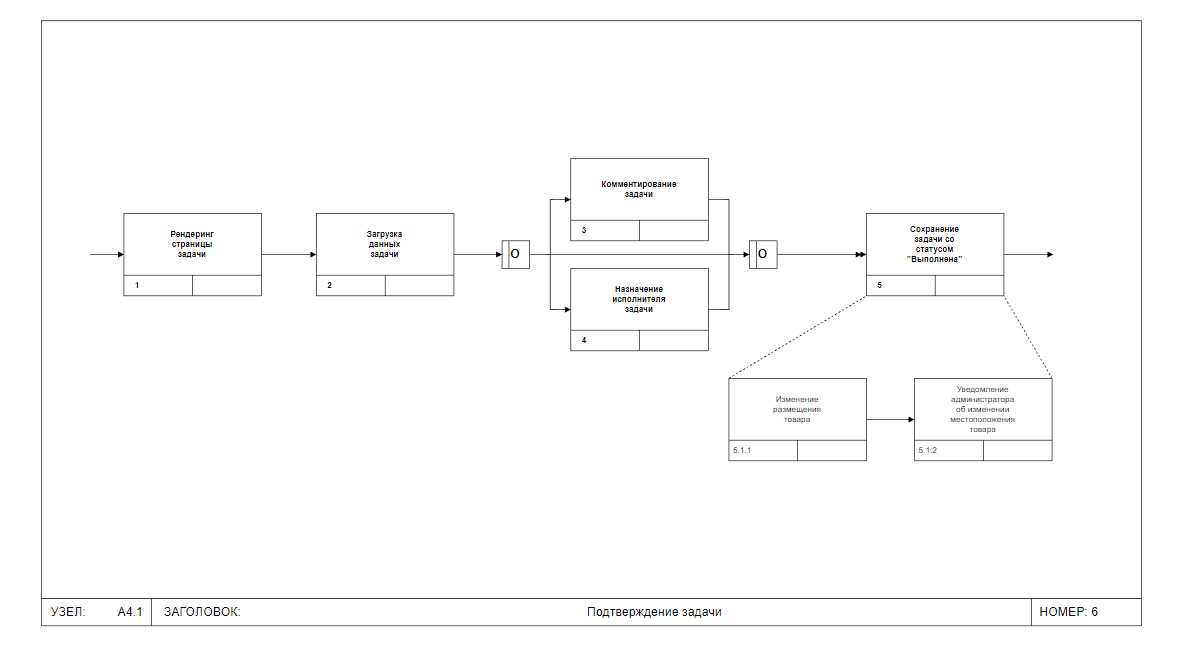 Рендеринг
страницы
задачи
1
Загрузка
данных
задачи
2
O
Комментирование
задачи
3
Назначение
исполнителя
задачи
4
O
Сохранение
задачи со
статусом
"Выполнена"
5
Изменение
размещения
товара
5.1.1
Уведомление
администратора
об изменении
местоположения
товара
5.1.2
УЗЕЛ: A4.1 ЗАГОЛОВОК: Подтверждение задачи НОМЕР: 6